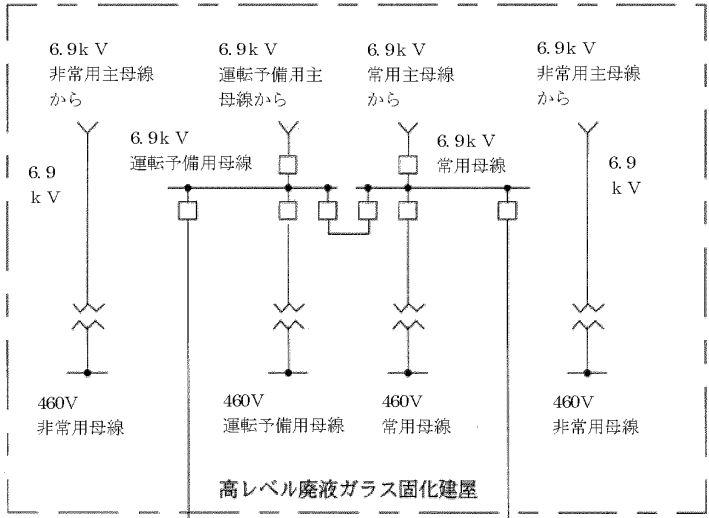 6.9kV
非常用主母線
から
6.9kV
運転予備用主
母線から
6.9kV
常用主母線
から
6.9kV
非常用主母線
から
6.9kV
運転予備用母線
6.9kV
常用母線
6.9
kV
6.9
kV
460V
非常用母線
460V
運転予備用母線
460V
常用母線
460V
非常用母線
高レベル廃液ガラス固化建屋